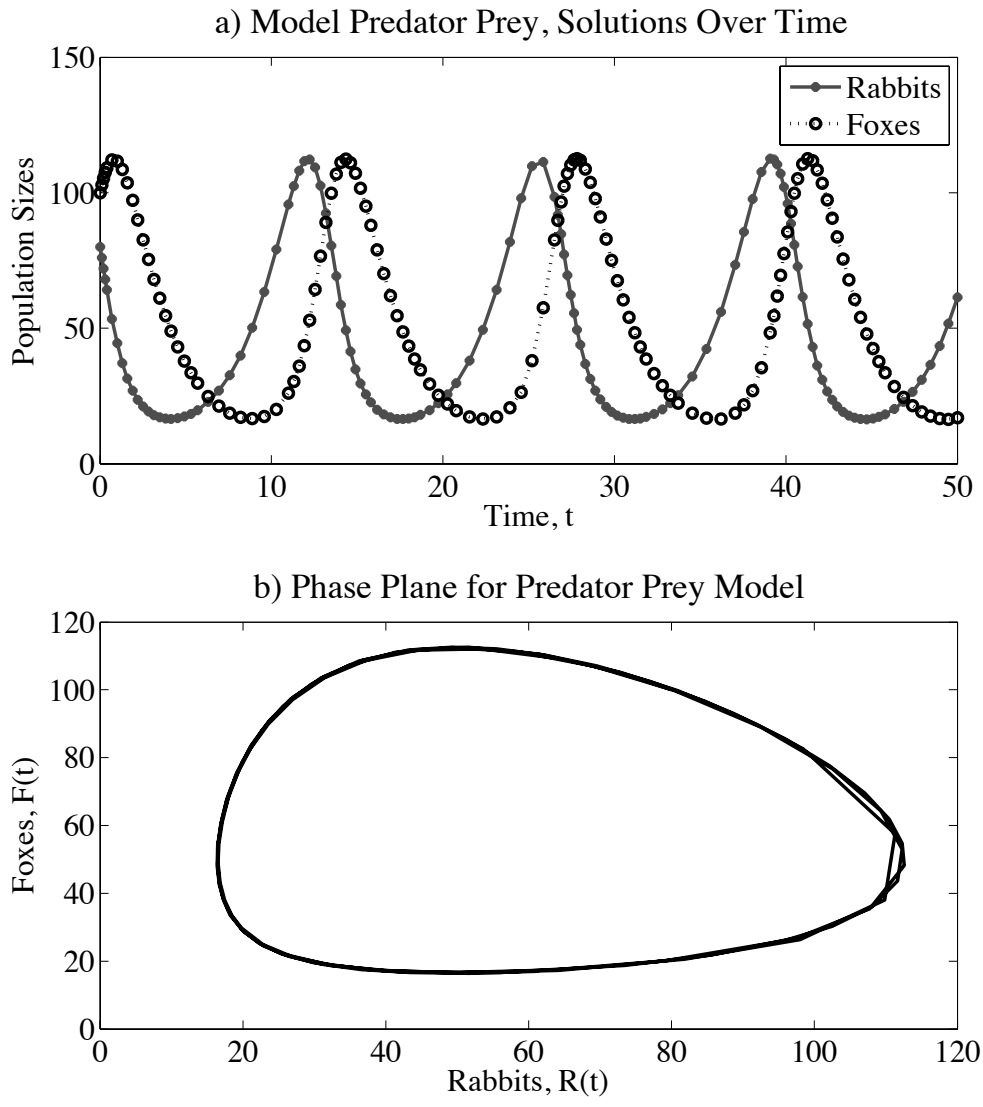 a) Model Predator Prey, Solutions Over Time
150
100
50
0
Population Sizes
Rabbits
Foxes
0 10 20 30 40 50
Time, t
b) Phase Plane for Predator Prey Model
120
100
80
60
40
20
0
Foxes, F(t)
0 20 40 60 80 100 120
Rabbits, R(t)